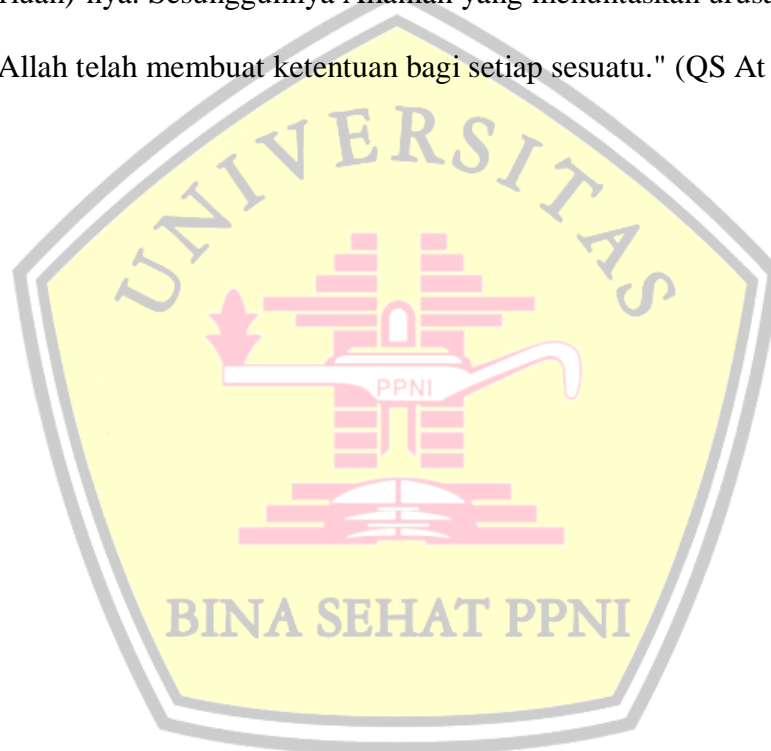 Allah telah membuat ketentuan bagi setiap sesuatu." (QS At
UNIVERSITAS
PPNI
BINA SEHAT PPNI